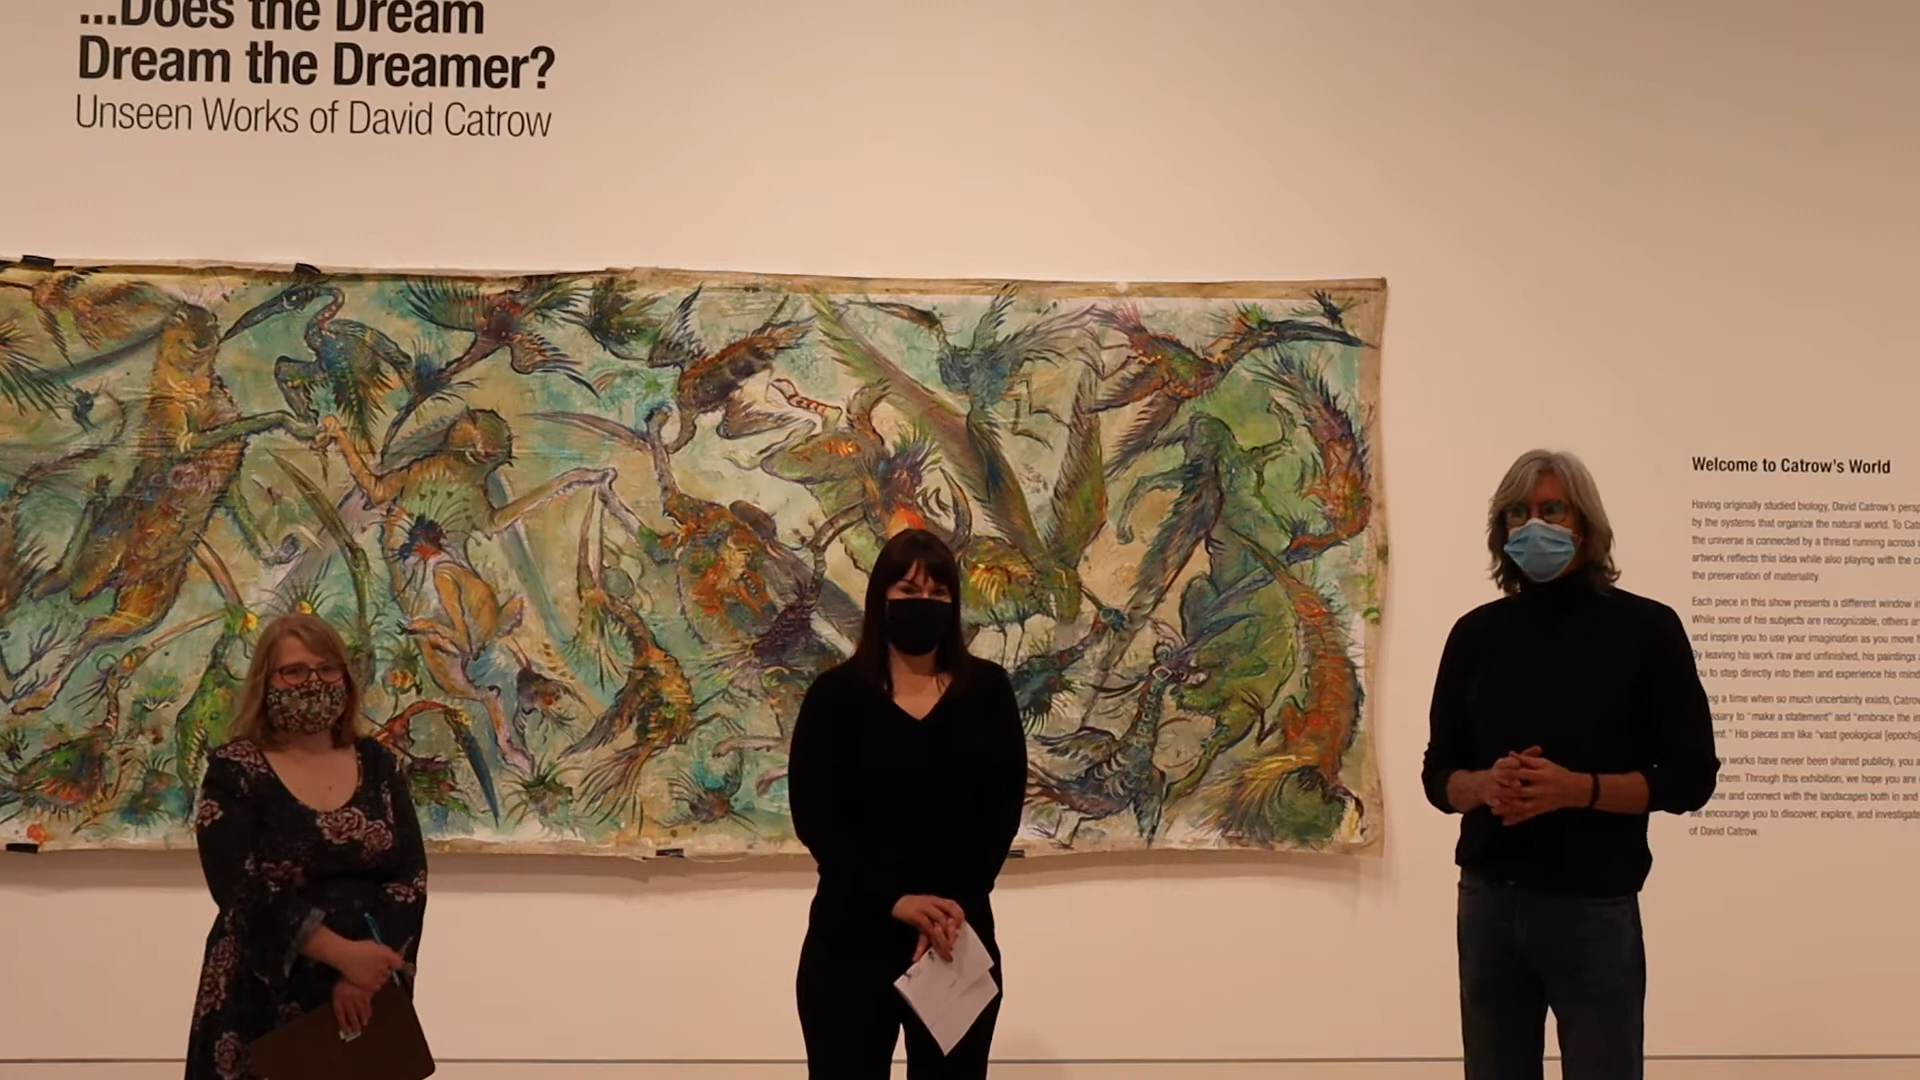 ...Does the Dream
Dream the Dreamer?
Unseen Works of David Catrow
Welcome to Catrow's World
Having originally studied biology, David Catrow's
by the systems that organize the natural world. To
the universe is connected by a thread running across
artwork reflects this idea while also playing with the
the preservation of materiality.
Each piece in this show presents a different window
While some of his subjects are recognizable, others
and inspire you to use your imagination as you move
By leaving his work raw and unfinished, his paintings
to step directly into them and experience his mind
a time when so much uncertainty exists,
to "make a statement" and "embrace the
His pieces are like "vast geological [epochs]
works have never been shared publicly, you
them. Through this exhibition, we hope you are
and connect with the landscapes both in and
we encourage you to discover, explore, and investigate
of David Catrow.